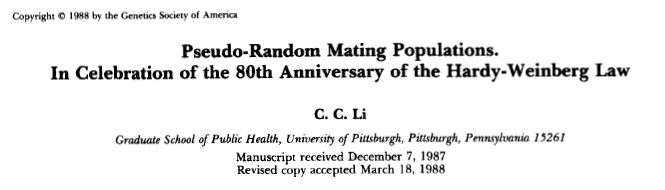 Copyright © 1988 by the Genetics Society of America
Pseudo-Random Mating Populations.
In Celebration of the 80th Anniversary of the Hardy-Weinberg Law
C. C. Li
Graduate School of Public Health, University of Pittsburgh, Pittsburgh, Pennsylvania 15261
Manuscript received December 7, 1987
Revised copy accepted March 18, 1988